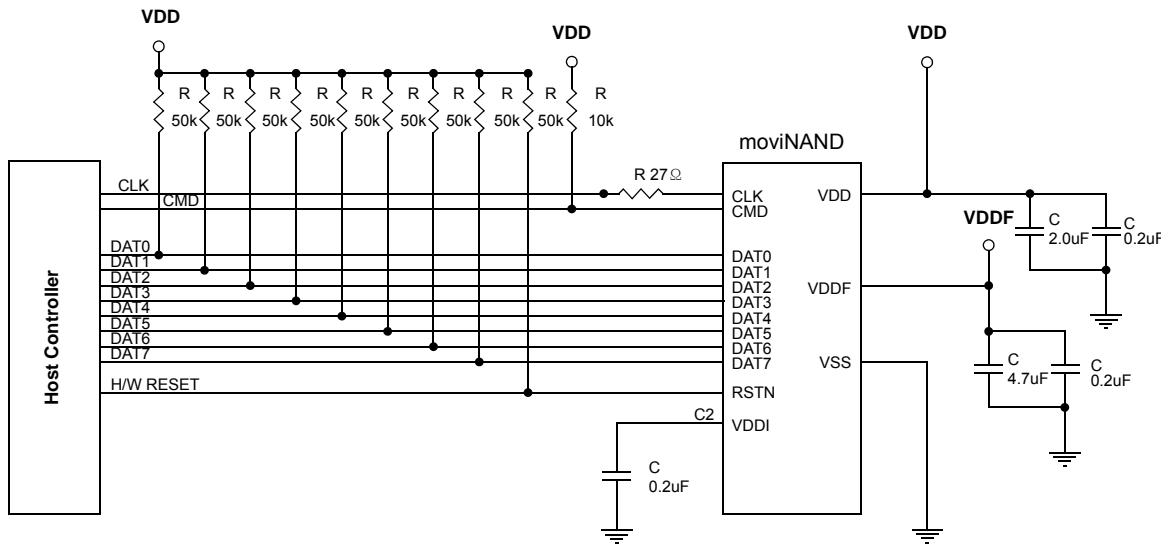 VDD
VDD
VDD
R R R R R R R R R R
50k 50k 50k 50k 50k 50k 50k 50k 50k 10k
moviNAND
R 27Ω
CLK
CMD
CLK
CMD
VDD
VDDF
C
2.0uF
C
0.2uF
DAT0
DAT1
DAT2
DAT3
DAT4
DAT5
DAT6
DAT7
DAT0
DAT1
DAT2
DAT3
DAT4
DAT5
DAT6
DAT7
VDDF
VSS
C
4.7uF
C
0.2uF
Host Controller
H/W RESET
RSTN
C2
VDDI
C
0.2uF